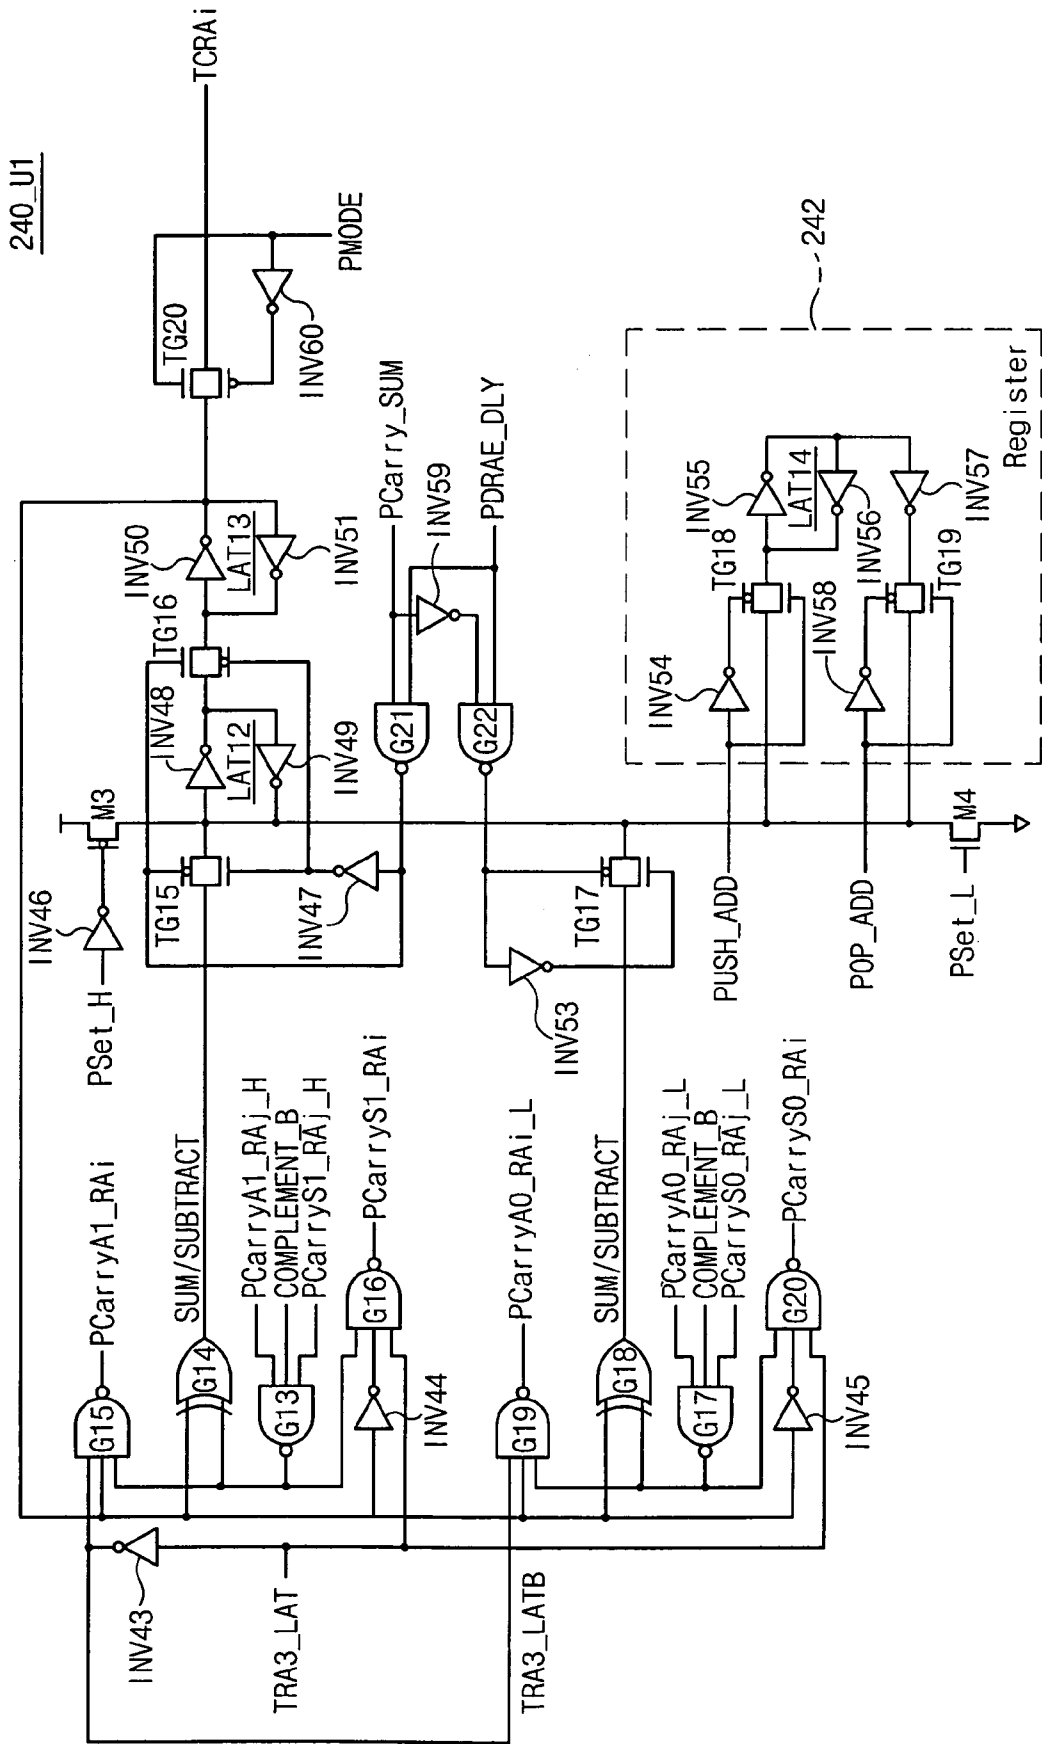 240_U1
TCRAi
PMODE
TG20
INV60
INV50
LAT13
INV51
TG16
INV48
LAT12
INV49
M3
INV46
PSet_H
TG15
INV47
PCarry_SUM
INV59
PDRAE_DLY
G21
G22
INV53
TG17
242
Register
INV55
LAT14
INV56
INV57
TG18
TG19
INV54
INV58
PUSH_ADD
POP_ADD
PSet_L
M4
PCarryA1_RAi
G15
SUM/SUBTRACT
G14
PCarryA1_RAj_H
COMPLEMENT_B
PCarryS1_RAj_H
G13
PCarryS1_RAi
G16
INV44
PCarryA0_RAi_L
G19
SUM/SUBTRACT
G18
PCarryA0_RAj_L
COMPLEMENT_B
PCarryS0_RAj_L
G17
PCarryS0_RAi
G20
INV45
INV43
TRA3_LAT
TRA3_LATB